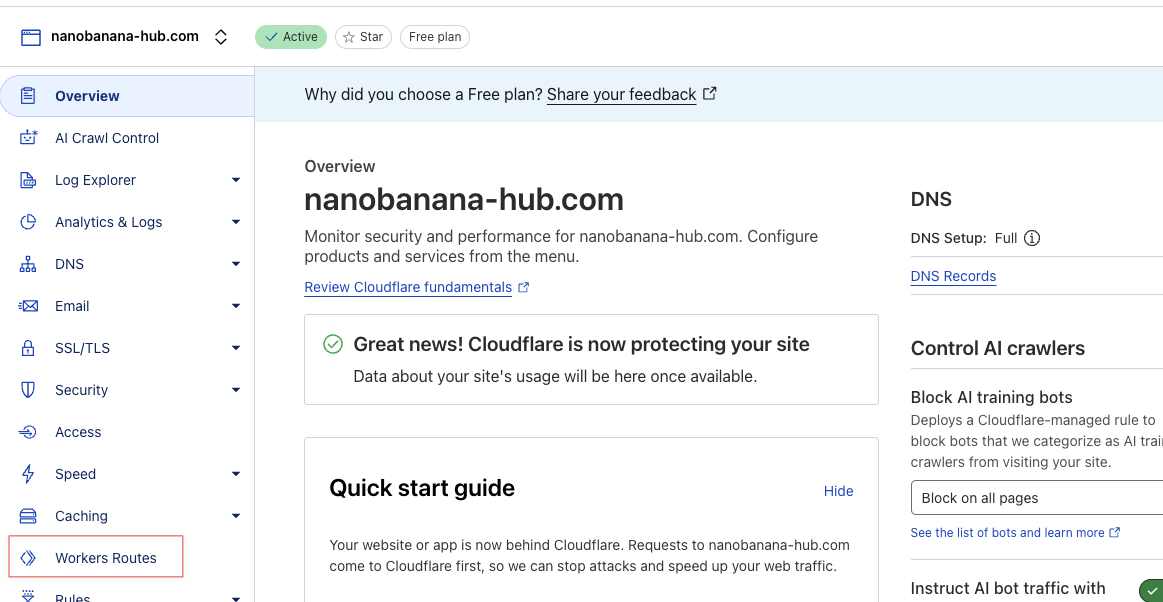 nanobanana-hub.com
Active
Star
Free plan
Overview
AI Crawl Control
Log Explorer
Analytics & Logs
DNS
Email
SSL/TLS
Security
Access
Speed
Caching
Workers Routes
Rules
Why did you choose a Free plan? Share your feedback
Overview
nanobanana-hub.com
Monitor security and performance for nanobanana-hub.com. Configure
products and services from the menu.
Review Cloudflare fundamentals
Great news! Cloudflare is now protecting your site
Data about your site's usage will be here once available.
Quick start guide
Hide
Your website or app is now behind Cloudflare. Requests to nanobanana-hub.com
come to Cloudflare first, so we can stop attacks and speed up your web traffic.
DNS
DNS Setup: Full
DNS Records
Control AI crawlers
Block AI training bots
Deploys a Cloudflare-managed rule to
block bots that we categorize as AI trai
crawlers from visiting your site.
Block on all pages
See the list of bots and learn more
Instruct AI bot traffic with